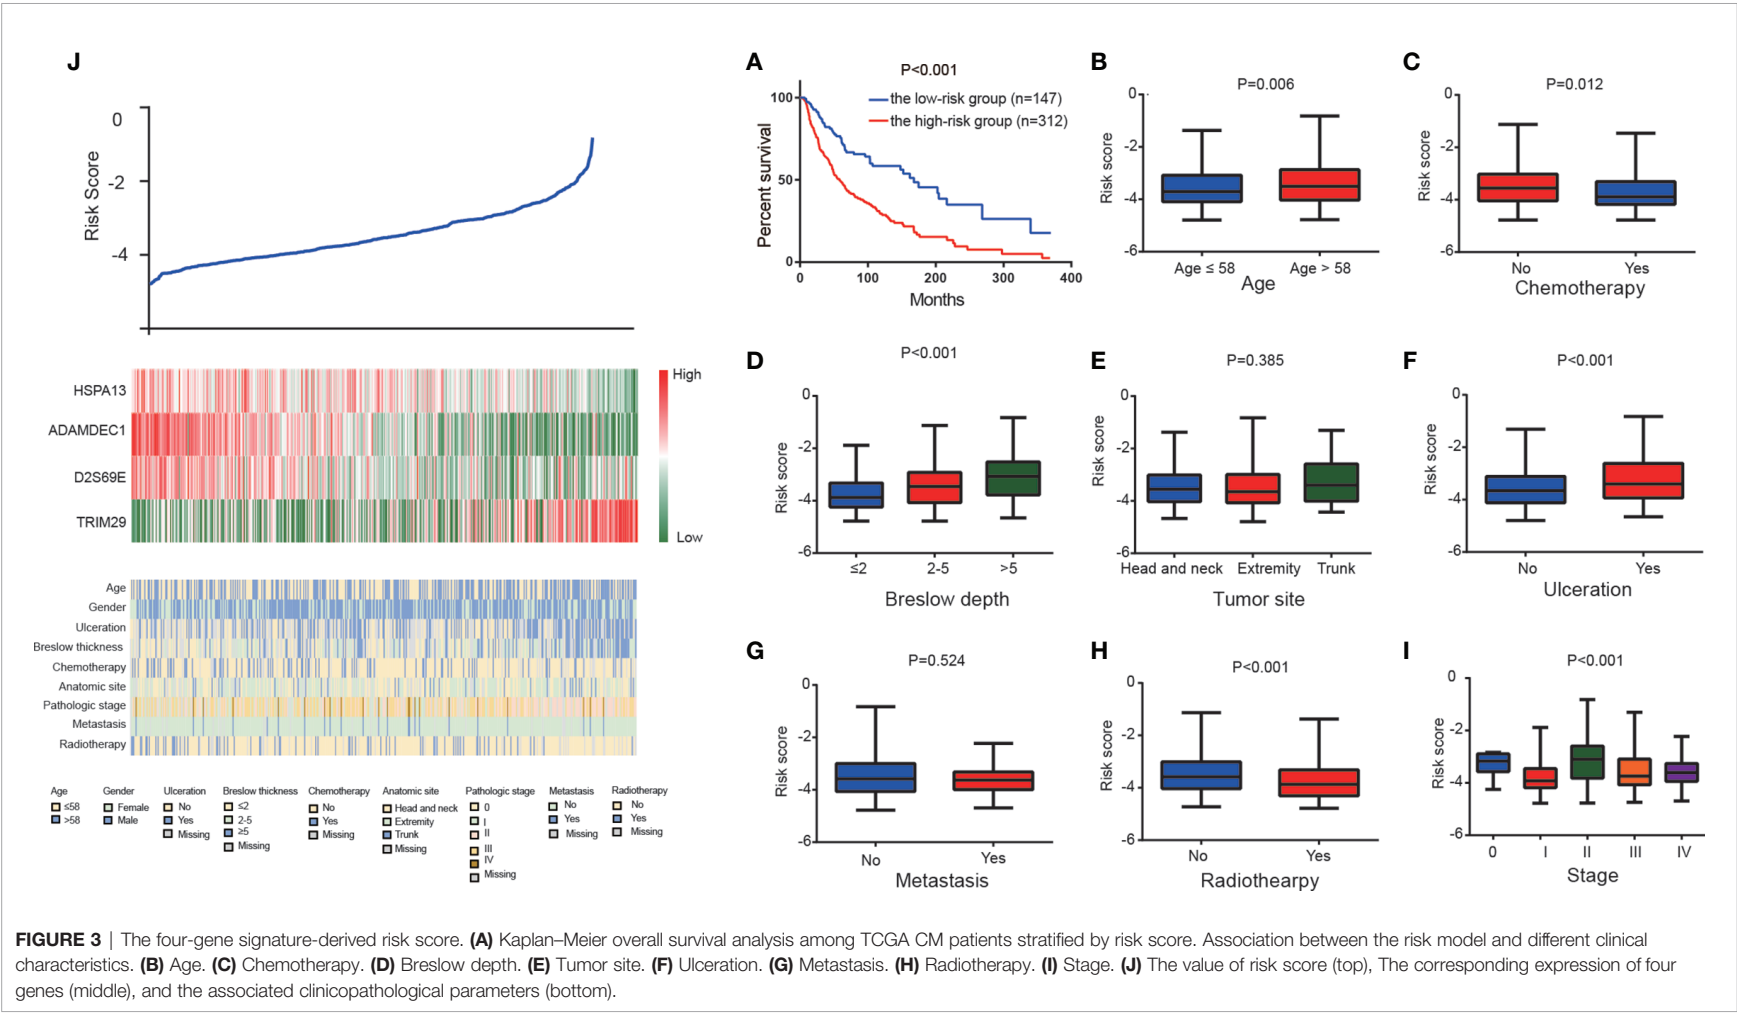 J
0
-2
-4
Risk Score
HSPA13
ADAMDEC1
D2S69E
TRIM29
High
Low
Age
Gender
Ulceration
Breslow thickness
Chemotherapy
Anatomic site
Pathologic stage
Metastasis
Radiotherapy
Age
≤58
>58
Gender
Female
Male
Ulceration
No
Yes
Missing
Breslow thickness
≤2
2-5
≥5
Missing
Chemotherapy
No
Yes
Missing
Anatomic site
Head and neck
Extremity
Trunk
Missing
Pathologic stage
0
I
II
III
IV
Missing
Metastasis
No
Yes
Missing
Radiotherapy
No
Yes
Missing
A
P<0.001
the low-risk group (n=147)
the high-risk group (n=312)
Percent survival
100
50
0
0 100 200 300 400
Months
B
P=0.006
Risk score
0
-2
-4
-6
Age ≤ 58 Age > 58
Age
C
P=0.012
Risk score
0
-2
-4
-6
No Yes
Chemotherapy
D
P<0.001
Risk score
0
-2
-4
-6
≤2 2-5 >5
Breslow depth
E
P=0.385
Risk score
0
-2
-4
-6
Head and neck Extremity Trunk
Tumor site
F
P<0.001
Risk score
0
-2
-4
-6
No Yes
Ulceration
G
P=0.524
Risk score
0
-2
-4
-6
No Yes
Metastasis
H
P<0.001
Risk score
0
-2
-4
-6
No Yes
Radiothearpy
I
P<0.001
Risk score
0
-2
-4
-6
0 I II III IV
Stage
FIGURE 3 | The four-gene signature-derived risk score. (A) Kaplan–Meier overall survival analysis among TCGA CM patients stratified by risk score. Association between the risk model and different clinical
characteristics. (B) Age. (C) Chemotherapy. (D) Breslow depth. (E) Tumor site. (F) Ulceration. (G) Metastasis. (H) Radiotherapy. (I) Stage. (J) The value of risk score (top), The corresponding expression of four
genes (middle), and the associated clinicopathological parameters (bottom).